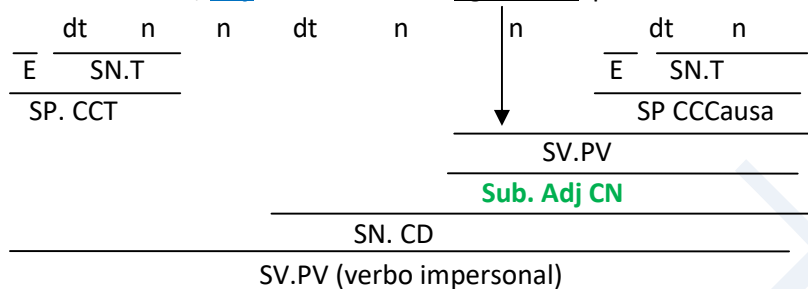 dt n n dt n n dt n
E SN.T E SN.T
SP. CCT SP CCCausa
SV.PV
Sub. Adj CN
SN. CD
SV.PV (verbo impersonal)